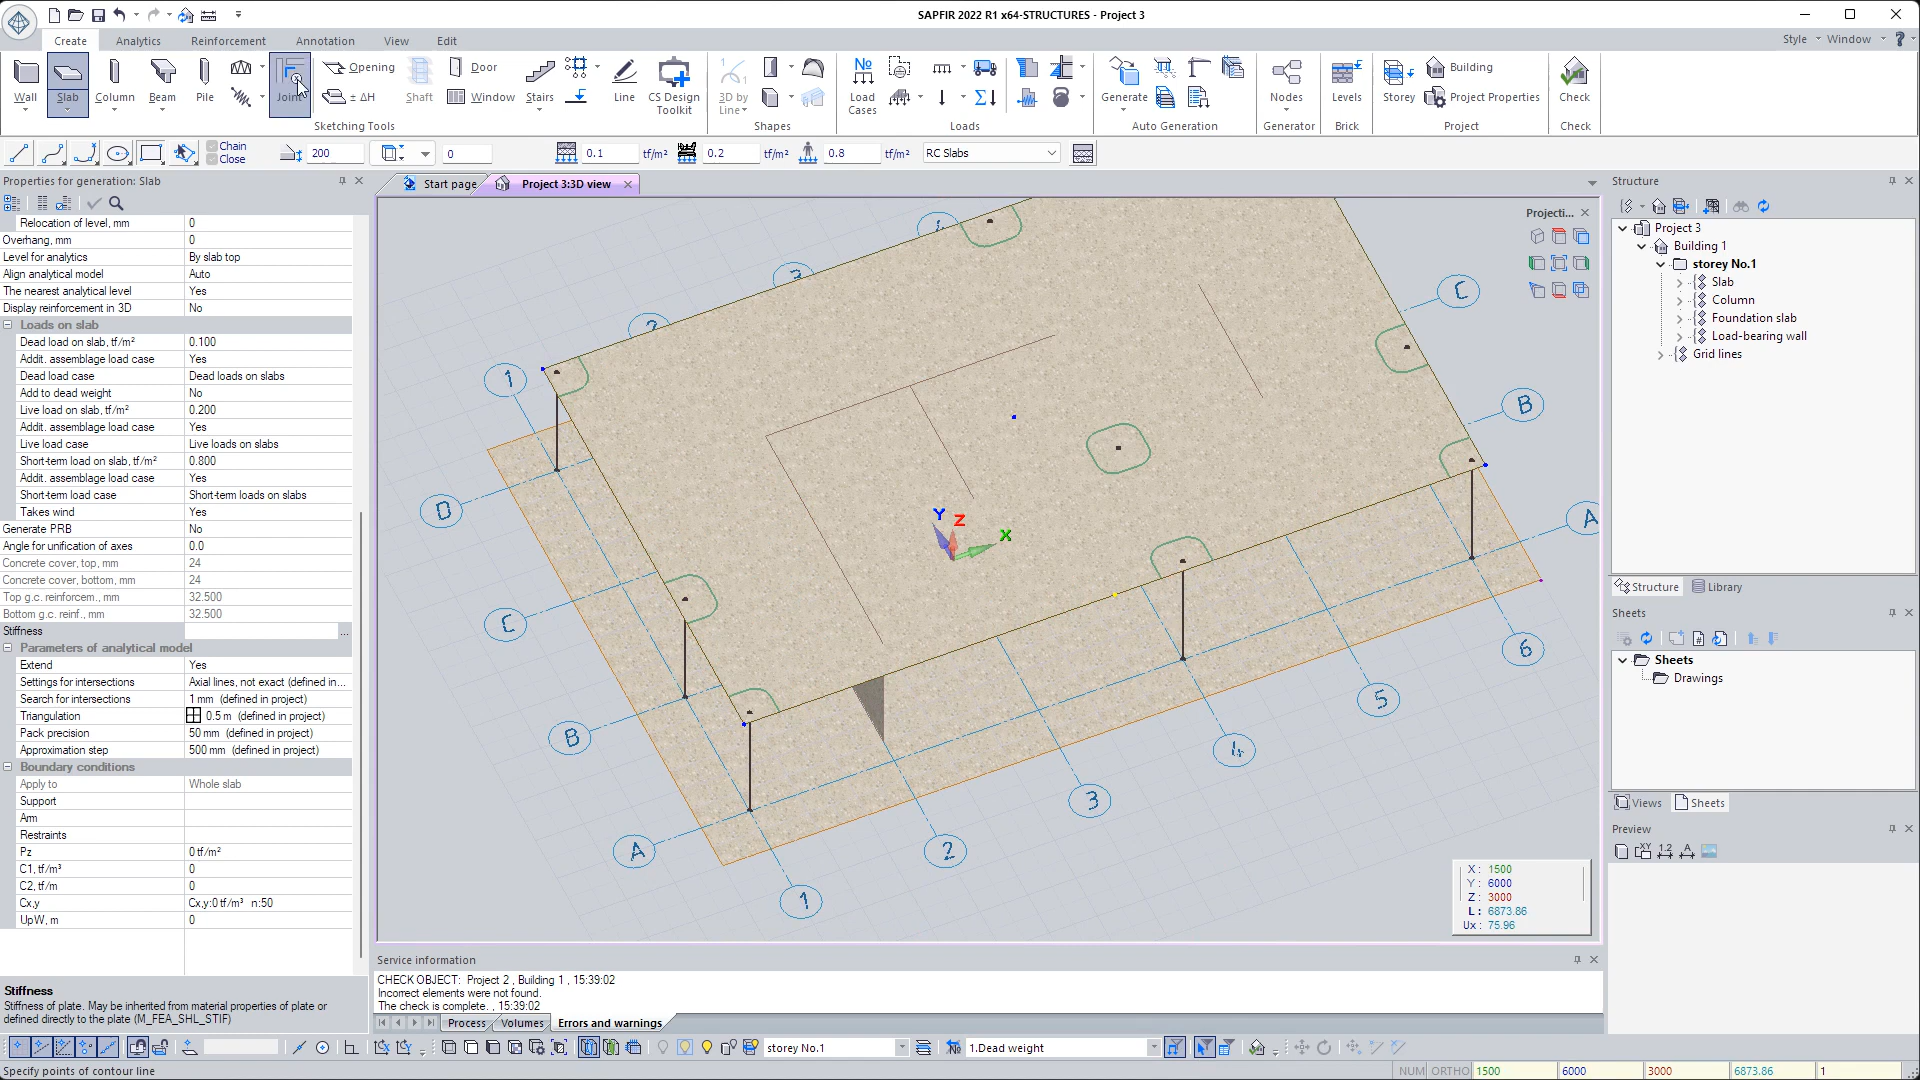 SAPFIR 2022 R1 x64-STRUCTURES - Project 3
Create Analytics Reinforcement Annotation View Edit
Style Window ?
Wall Slab Column Beam Pile Joint Opening ± ΔH Shaft Door Window Stairs Line CS Design Toolkit
3D by Line Load Cases Generate Nodes Levels Storey Building Project Properties Check
Sketching Tools Shapes Loads Auto Generation Generator Brick Project Check
Chain
Close
200 0 0.1 tf/m² 0.2 tf/m² 0.8 tf/m² RC Slabs
Properties for generation: Slab
Relocation of level, mm 0
Overhang, mm 0
Level for analytics By slab top
Align analytical model Auto
The nearest analytical level Yes
Display reinforcement in 3D No
Loads on slab
Dead load on slab, tf/m² 0.100
Addit. assemblage load case Yes
Dead load case Dead loads on slabs
Add to dead weight No
Live load on slab, tf/m² 0.200
Addit. assemblage load case Yes
Live load case Live loads on slabs
Short-term load on slab, tf/m² 0.800
Addit. assemblage load case Yes
Short-term load case Short-term loads on slabs
Takes wind Yes
Generate PRB No
Angle for unification of axes 0.0
Concrete cover, top, mm 24
Concrete cover, bottom, mm 24
Top g.c. reinforcem., mm 32.500
Bottom g.c. reinf., mm 32.500
Stiffness ...
Parameters of analytical model
Extend Yes
Settings for intersections Axial lines, not exact (defined in...
Search for intersections 1 mm (defined in project)
Triangulation 0.5 m (defined in project)
Pack precision 50 mm (defined in project)
Approximation step 500 mm (defined in project)
Boundary conditions
Apply to Whole slab
Support
Arm
Restraints
Pz 0 tf/m²
C1, tf/m³ 0
C2, tf/m 0
Cx,y Cx,y:0 tf/m³ n:50
UpW, m 0
Stiffness
Stiffness of plate. May be inherited from material properties of plate or
defined directly to the plate (M_FEA_SHL_STIF)
Start page Project 3:3D view
Projecti...
1 D C B A
1 2 3 4 5 6
A B C
Y Z X
X: 1500
Y: 6000
Z: 3000
L: 6873.86
Ux: 75.96
Service information
CHECK OBJECT: Project 2 , Building 1 , 15:39:02
Incorrect elements were not found.
The check is complete. , 15:39:02
Process Volumes Errors and warnings
Structure
Project 3
Building 1
storey No.1
Slab
Column
Foundation slab
Load-bearing wall
Grid lines
Structure Library
Sheets
Sheets
Drawings
Views Sheets
Preview
storey No.1 1.Dead weight
Specify points of contour line
NUM ORTHO 1500 6000 3000 6873.86 1